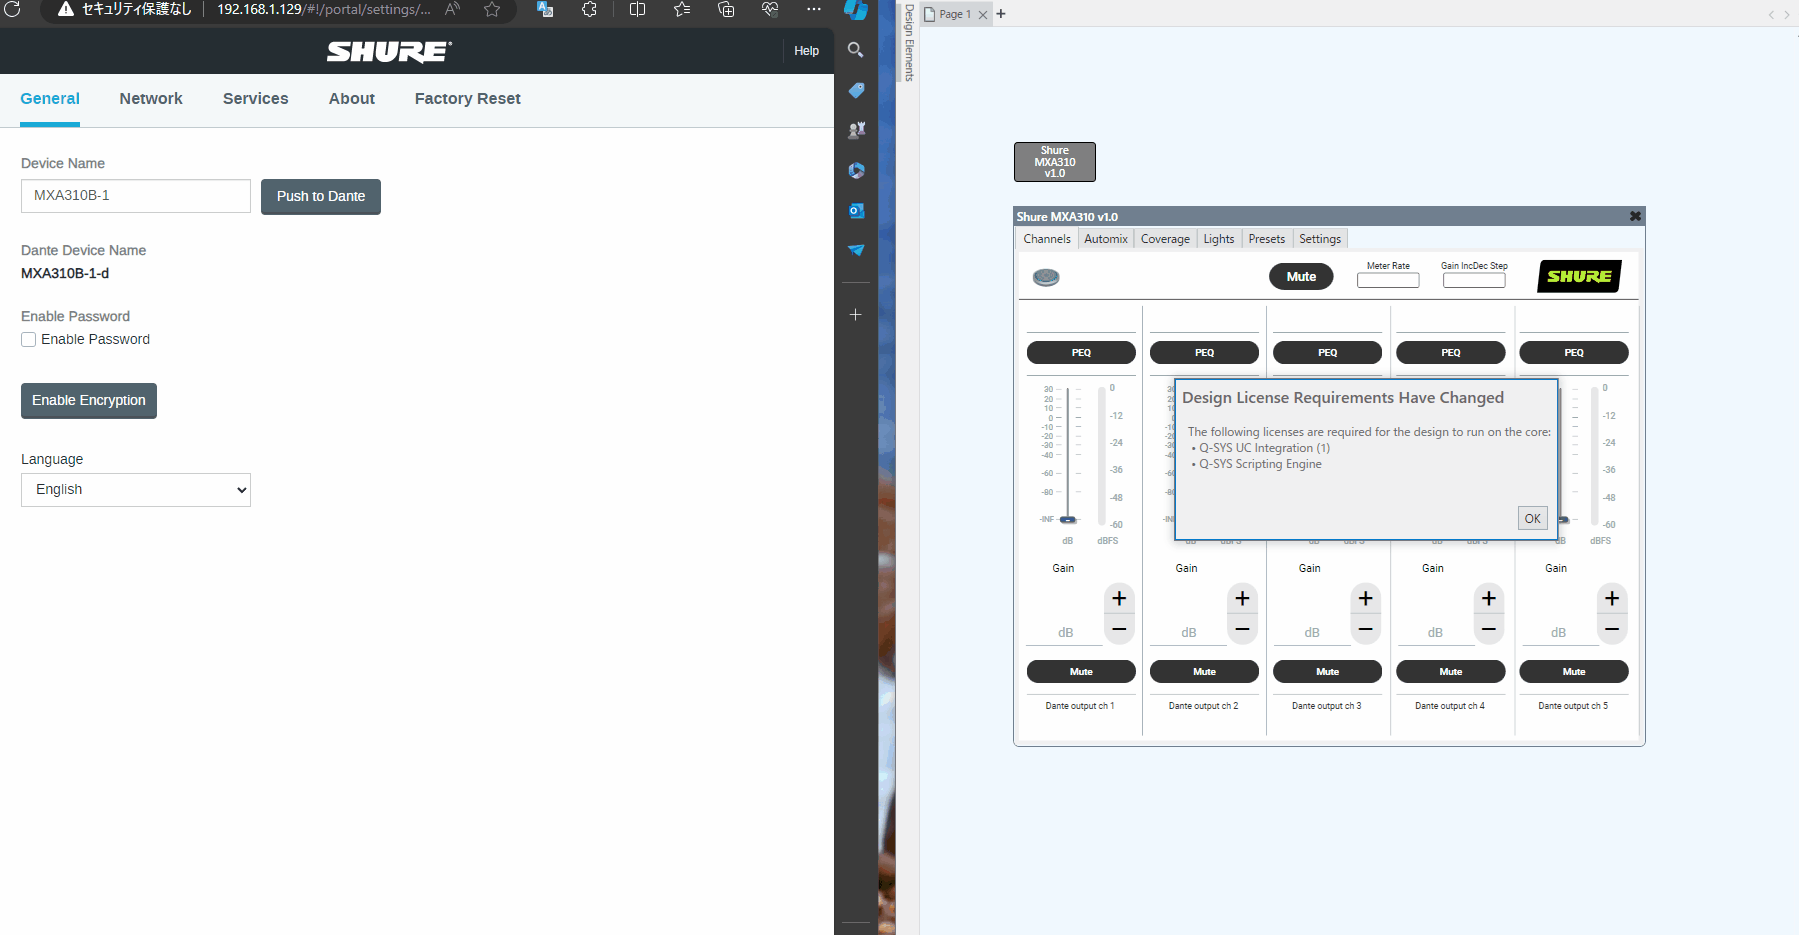 セキュリティ保護なし
192.168.1.129/#!/portal/settings/...
SHURE
Help
General
Network
Services
About
Factory Reset
Device Name
MXA310B-1
Push to Dante
Dante Device Name
MXA310B-1-d
Enable Password
Enable Password
Enable Encryption
Language
English
Design Elements
Page 1
Shure
MXA310
v1.0
Shure MXA310 v1.0
Channels
Automix
Coverage
Lights
Presets
Settings
Mute
Meter Rate
Gain IncDec Step
SHURE
PEQ
PEQ
PEQ
PEQ
PEQ
30
20
10
0
-10
-20
-30
-40
-60
-80
-INF
0
-12
-24
-36
-48
-60
dB
dBFS
Design License Requirements Have Changed
The following licenses are required for the design to run on the core:
• Q-SYS UC Integration (1)
• Q-SYS Scripting Engine
OK
0
-12
-24
-36
-48
-60
dBFS
Gain
Gain
Gain
Gain
Gain
+
+
+
+
+
dB
dB
dB
dB
dB
−
−
−
−
−
Mute
Mute
Mute
Mute
Mute
Dante output ch 1
Dante output ch 2
Dante output ch 3
Dante output ch 4
Dante output ch 5